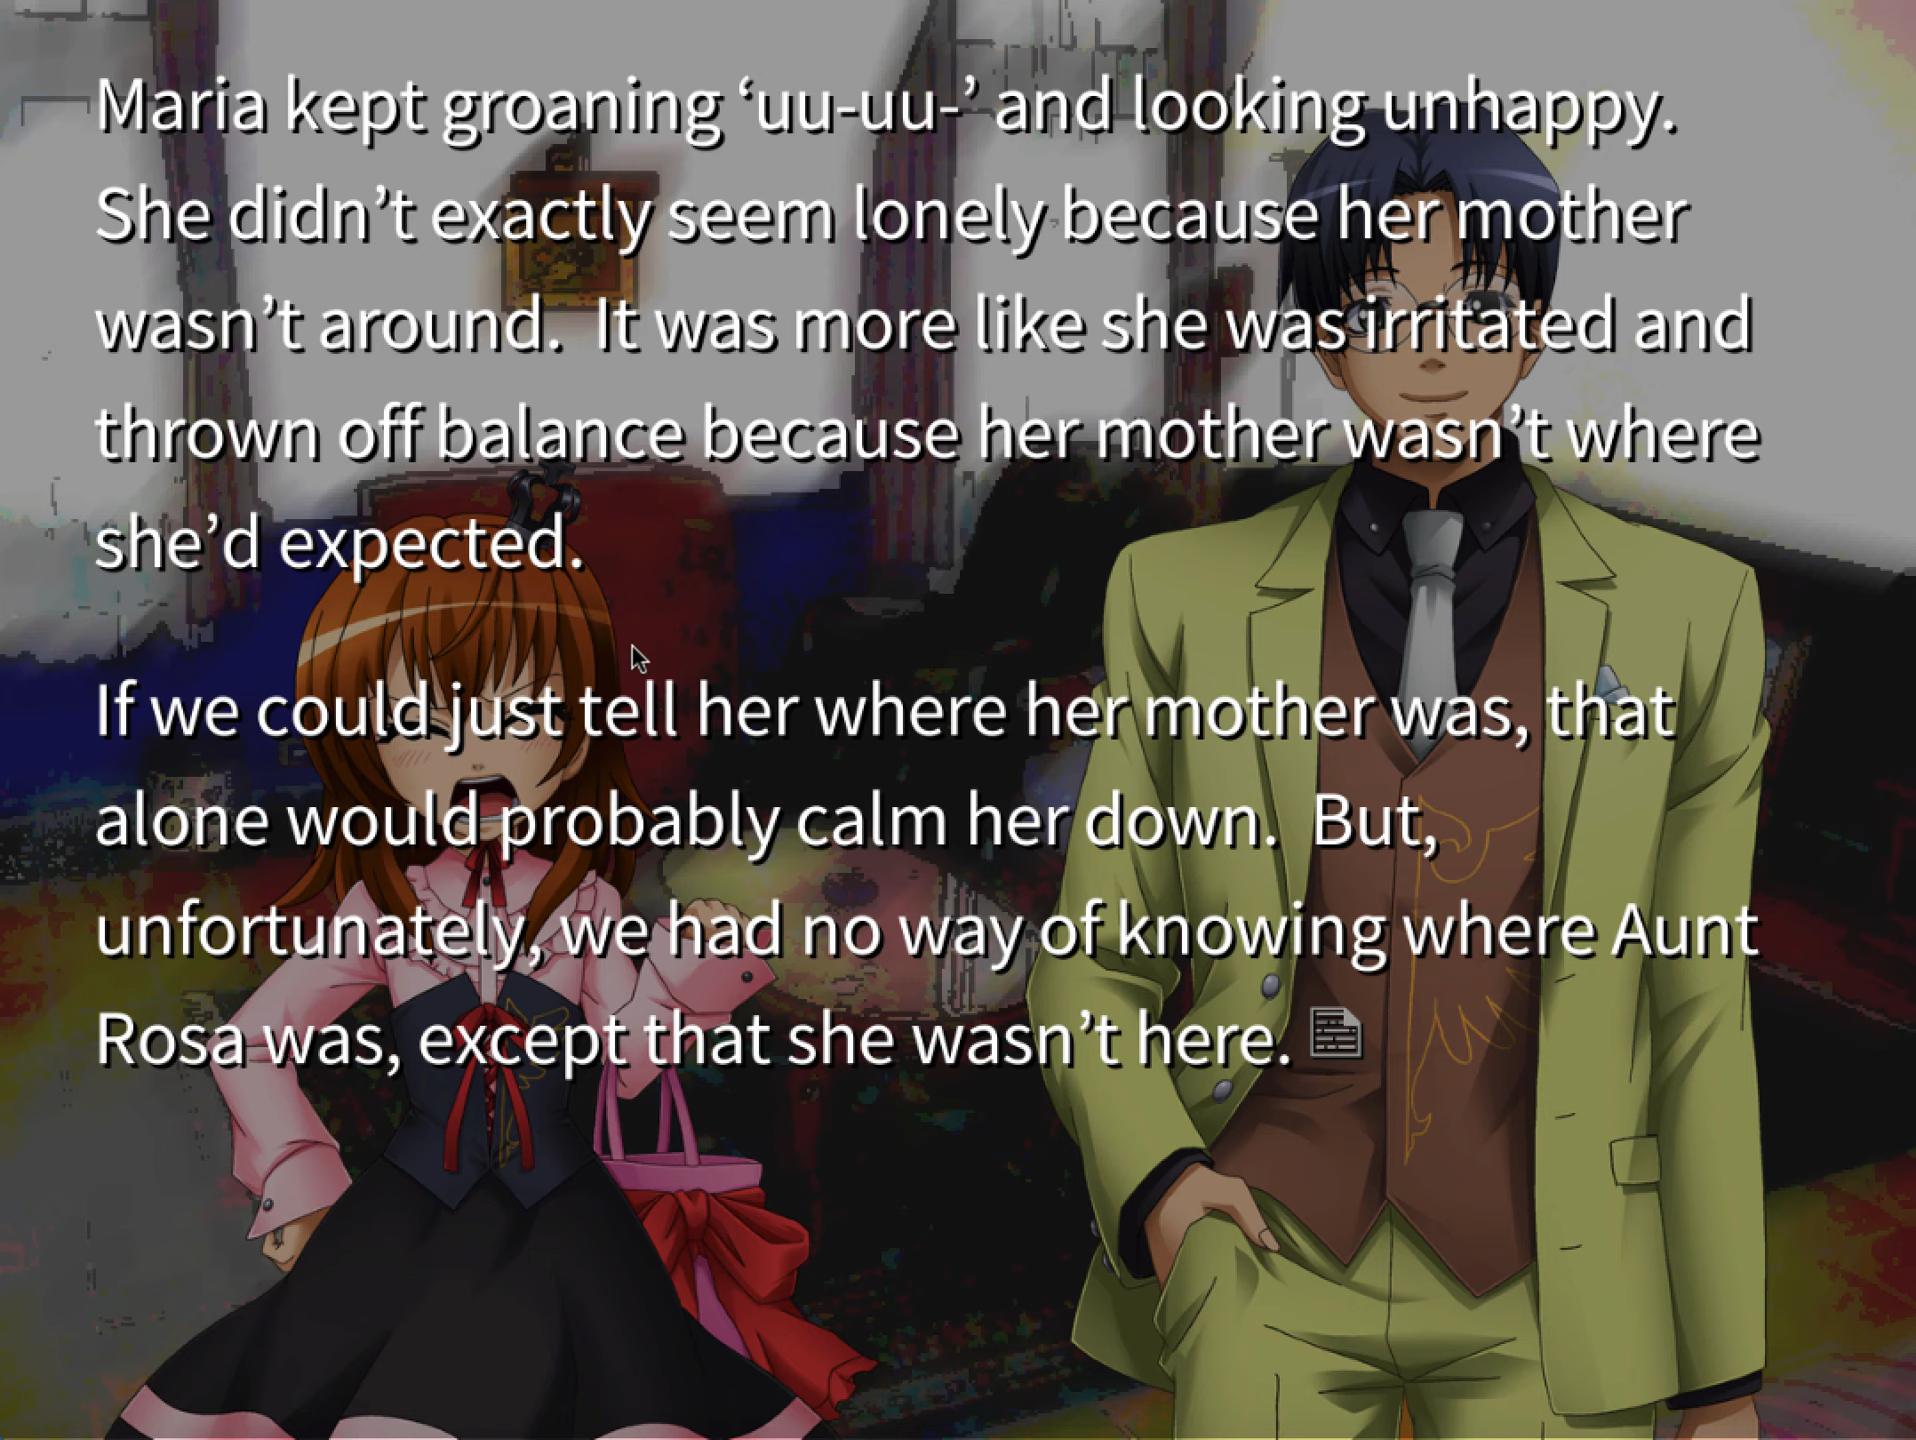 Maria kept groaning ‘uu-uu-’ and looking unhappy.
She didn’t exactly seem lonely because her mother
wasn’t around.  It was more like she was irritated and
thrown off balance because her mother wasn’t where
she’d expected.
If we could just tell her where her mother was, that
alone would probably calm her down.  But,
unfortunately, we had no way of knowing where Aunt
Rosa was, except that she wasn’t here.